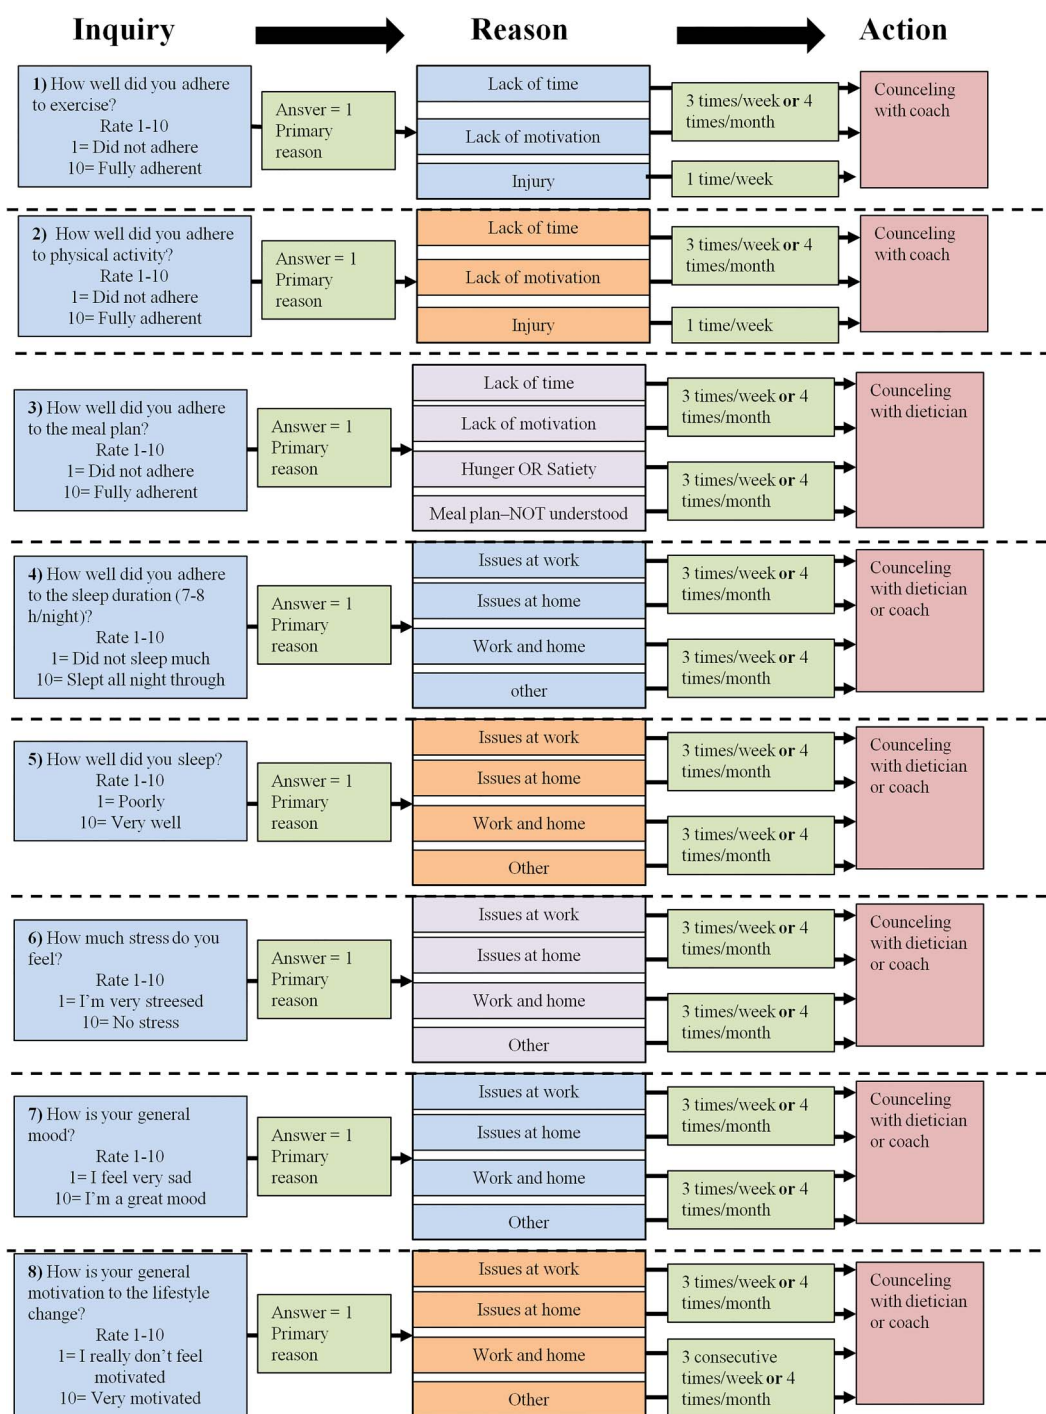 Inquiry
Reason
Action
1) How well did you adhere
to exercise?
Rate 1-10
1= Did not adhere
10= Fully adherent
Answer = 1
Primary
reason
Lack of time
Lack of motivation
Injury
3 times/week or 4
times/month
1 time/week
Counceling
with coach
2) How well did you adhere
to physical activity?
Rate 1-10
1= Did not adhere
10= Fully adherent
Answer = 1
Primary
reason
Lack of time
Lack of motivation
Injury
3 times/week or 4
times/month
1 time/week
Counceling
with coach
3) How well did you adhere
to the meal plan?
Rate 1-10
1= Did not adhere
10= Fully adherent
Answer = 1
Primary
reason
Lack of time
Lack of motivation
Hunger OR Satiety
Meal plan–NOT understood
3 times/week or 4
times/month
3 times/week or 4
times/month
Counceling
with dietician
4) How well did you adhere
to the sleep duration (7-8
h/night)?
Rate 1-10
1= Did not sleep much
10= Slept all night through
Answer = 1
Primary
reason
Issues at work
Issues at home
Work and home
other
3 times/week or 4
times/month
3 times/week or 4
times/month
Counceling
with dietician
or coach
5) How well did you sleep?
Rate 1-10
1= Poorly
10= Very well
Answer = 1
Primary
reason
Issues at work
Issues at home
Work and home
Other
3 times/week or 4
times/month
3 times/week or 4
times/month
Counceling
with dietician
or coach
6) How much stress do you
feel?
Rate 1-10
1= I'm very streesed
10= No stress
Answer = 1
Primary
reason
Issues at work
Issues at home
Work and home
Other
3 times/week or 4
times/month
3 times/week or 4
times/month
Counceling
with dietician
or coach
7) How is your general
mood?
Rate 1-10
1= I feel very sad
10= I'm a great mood
Answer = 1
Primary
reason
Issues at work
Issues at home
Work and home
Other
3 times/week or 4
times/month
3 times/week or 4
times/month
Counceling
with dietician
or coach
8) How is your general
motivation to the lifestyle
change?
Rate 1-10
1= I really don't feel
motivated
10= Very motivated
Answer = 1
Primary
reason
Issues at work
Issues at home
Work and home
Other
3 times/week or 4
times/month
3 consecutive
times/week or 4
times/month
Counceling
with dietician
or coach